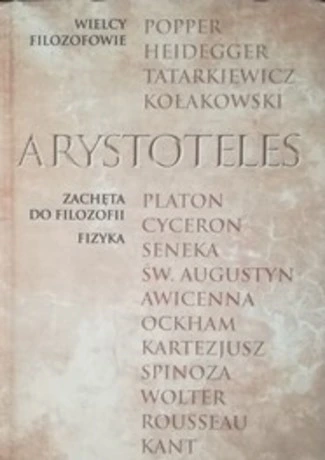 WIELCY
FILOZOFOWIE
POPPER
HEIDEGGER
TATARKIEWICZ
KOŁAKOWSKI
ARYSTOTELES
ZACHĘTA
DO FILOZOFII
FIZYKA
PLATON
CYCERON
SENEKA
ŚW. AUGUSTYN
AWICENNA
OCKHAM
KARTEZJUSZ
SPINOZA
WOLTER
ROUSSEAU
KANT